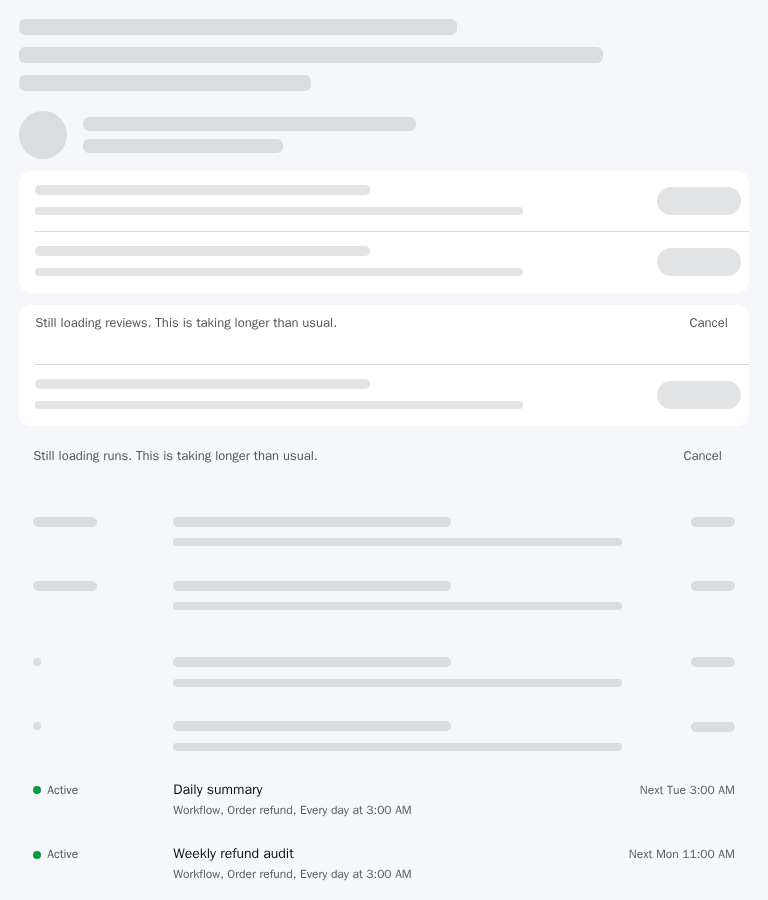 Still loading reviews. This is taking longer than usual. Cancel
Still loading runs. This is taking longer than usual. Cancel
Active Daily summary Next Tue 3:00 AM
Workflow, Order refund, Every day at 3:00 AM
Active Weekly refund audit Next Mon 11:00 AM
Workflow, Order refund, Every day at 3:00 AM